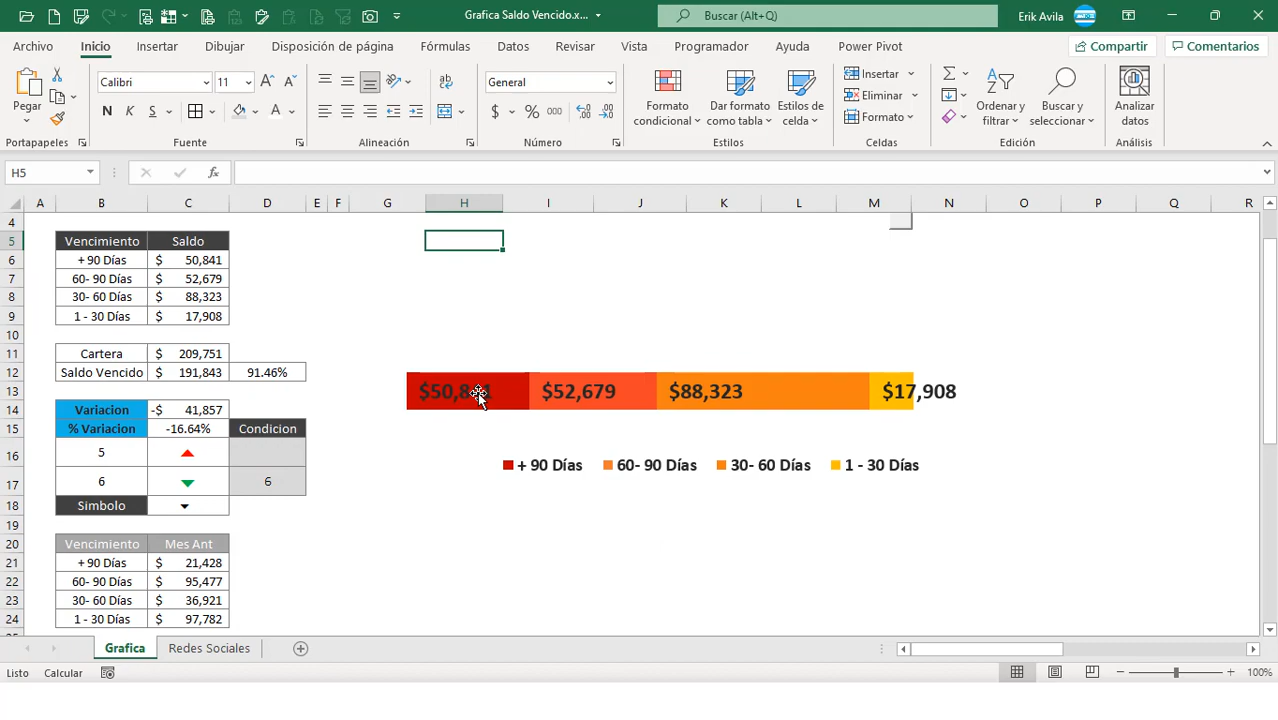 Grafica Saldo Vencido.x...
Buscar (Alt+Q)
Erik Avila
Archivo Inicio Insertar Dibujar Disposición de página Fórmulas Datos Revisar Vista Programador Ayuda Power Pivot
Compartir Comentarios
Pegar
Calibri 11
N K S
General
$ % 000
Formato condicional
Dar formato como tabla
Estilos de celda
Insertar
Eliminar
Formato
Ordenar y filtrar
Buscar y seleccionar
Analizar datos
Portapapeles Fuente Alineación Número Estilos Celdas Edición Análisis
H5
fx
A B C D E F G H I J K L M N O P Q R
4
5 Vencimiento Saldo
6 + 90 Días $ 50,841
7 60- 90 Días $ 52,679
8 30- 60 Días $ 88,323
9 1 - 30 Días $ 17,908
10
11 Cartera $ 209,751
12 Saldo Vencido $ 191,843 91.46%
13
14 Variacion -$ 41,857
15 % Variacion -16.64% Condicion
16 5
17 6 6
18 Simbolo
19
20 Vencimiento Mes Ant
21 + 90 Días $ 21,428
22 60- 90 Días $ 95,477
23 30- 60 Días $ 36,921
24 1 - 30 Días $ 97,782
$50,841 $52,679 $88,323 $17,908
+ 90 Días 60- 90 Días 30- 60 Días 1 - 30 Días
Grafica Redes Sociales
Listo Calcular
100%